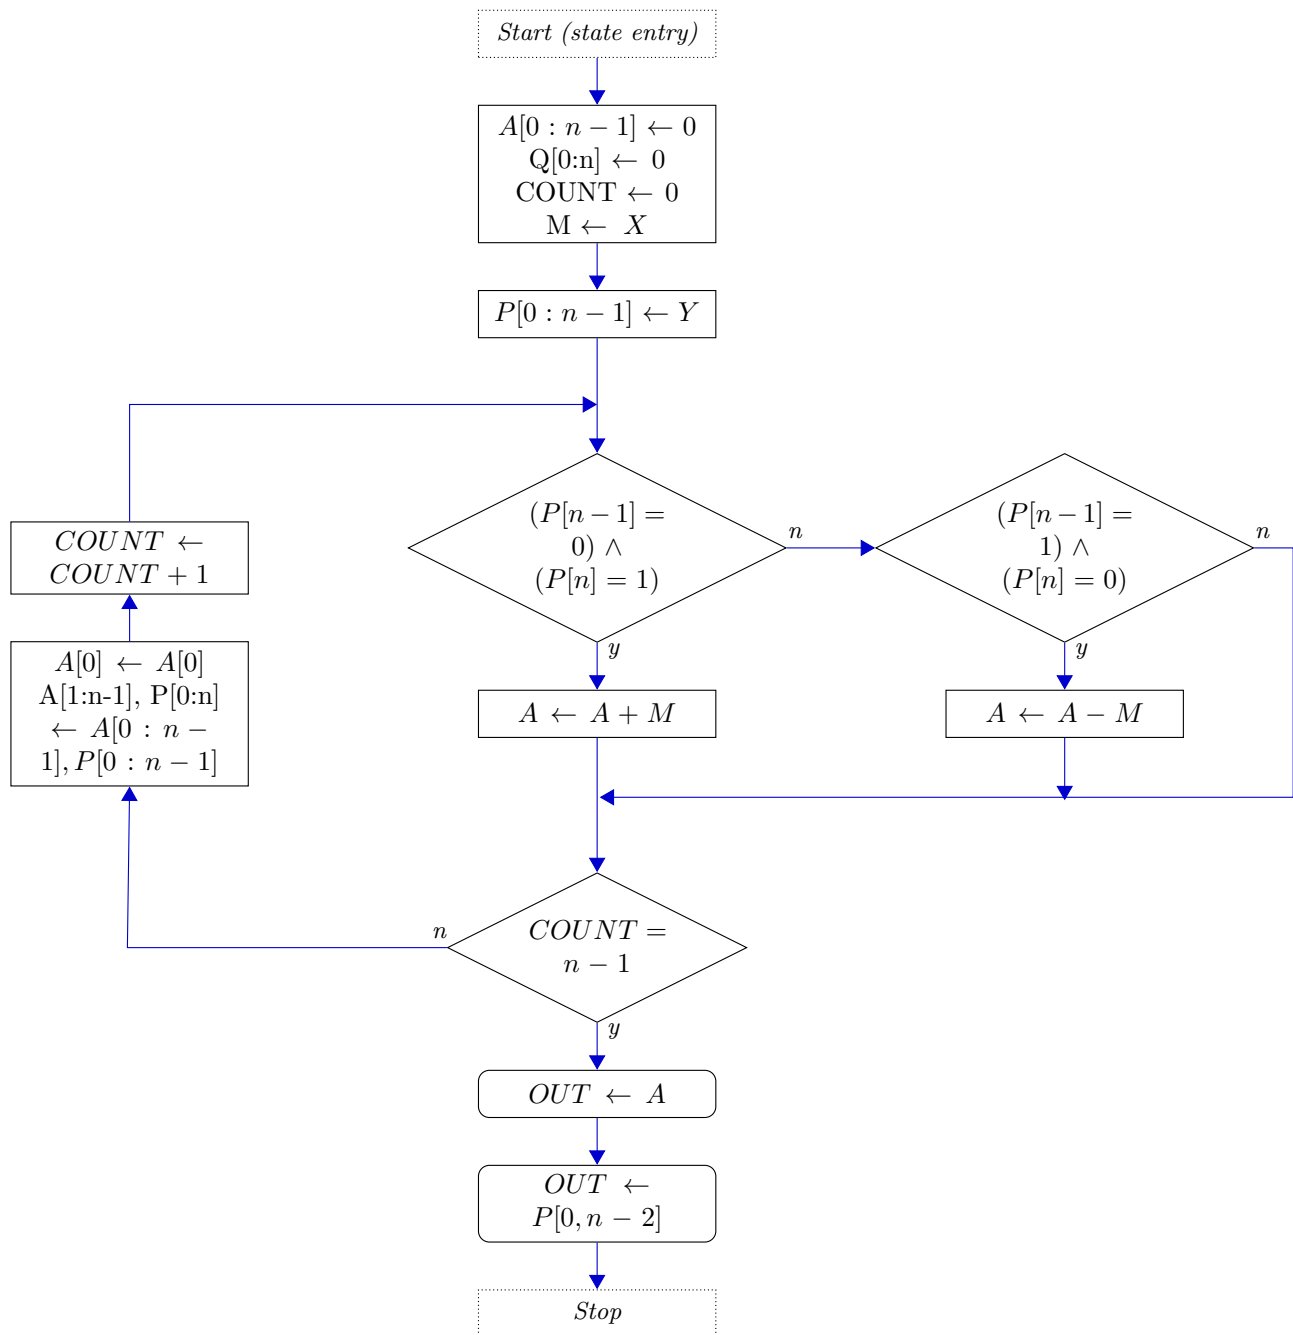 Start (state entry)
A[0 : n − 1] ← 0
Q[0:n] ← 0
COUNT ← 0
M ← X
P[0 : n − 1] ← Y
(P[n − 1] =
0) ∧
(P[n] = 1)
n
y
(P[n − 1] =
1) ∧
(P[n] = 0)
n
y
COUNT ←
COUNT + 1
A[0] ← A[0]
A[1:n-1], P[0:n]
← A[0 : n −
1], P[0 : n − 1]
A ← A + M
A ← A − M
COUNT =
n − 1
n
y
OUT ← A
OUT ←
P[0, n − 2]
Stop